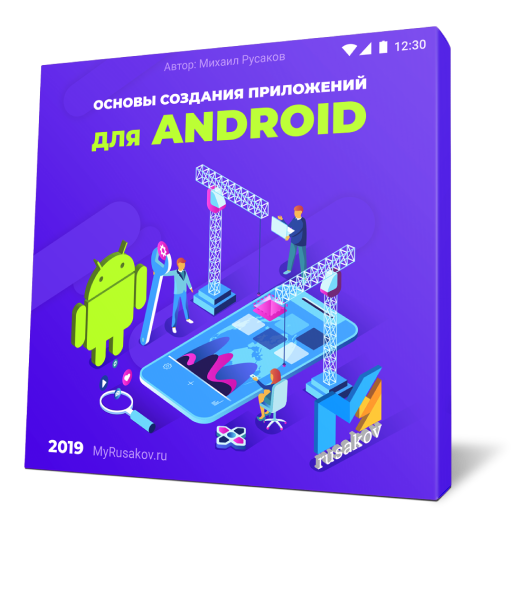 12:30
Автор: Михаил Русаков
ОСНОВЫ СОЗДАНИЯ ПРИЛОЖЕНИЙ
ДЛЯ ANDROID
rusakov
2019 MyRusakov.ru